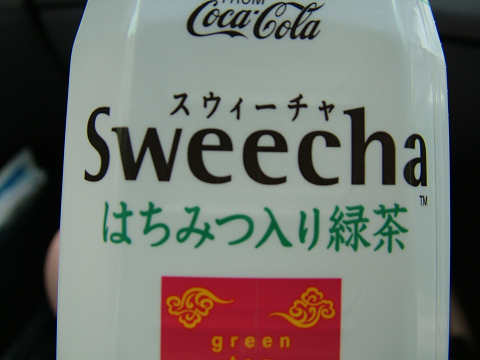 FROM
Coca-Cola
スウィーチャ
Sweecha
TM
はちみつ入り緑茶
green